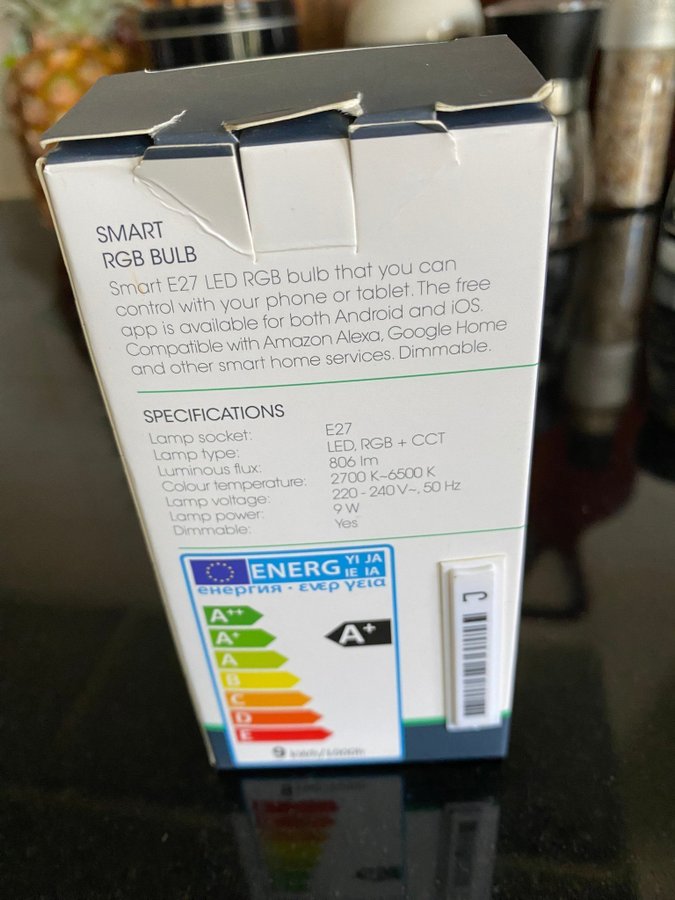 SMART
RGB BULB
Smart E27 LED RGB bulb that you can
control with your phone or tablet. The free
app is available for both Android and iOS.
Compatible with Amazon Alexa, Google Home
and other smart home services. Dimmable.
SPECIFICATIONS
Lamp socket: E27
Lamp type: LED, RGB + CCT
Luminous flux: 806 lm
Colour temperature: 2700 K~6500 K
Lamp voltage: 220 - 240 V~, 50 Hz
Lamp power: 9 W
Dimmable: Yes
ENERG YI JA
IE IA
енергия · ενεργεια
A++
A+
A+
A
B
C
D
E
9 kWh/1000h
C